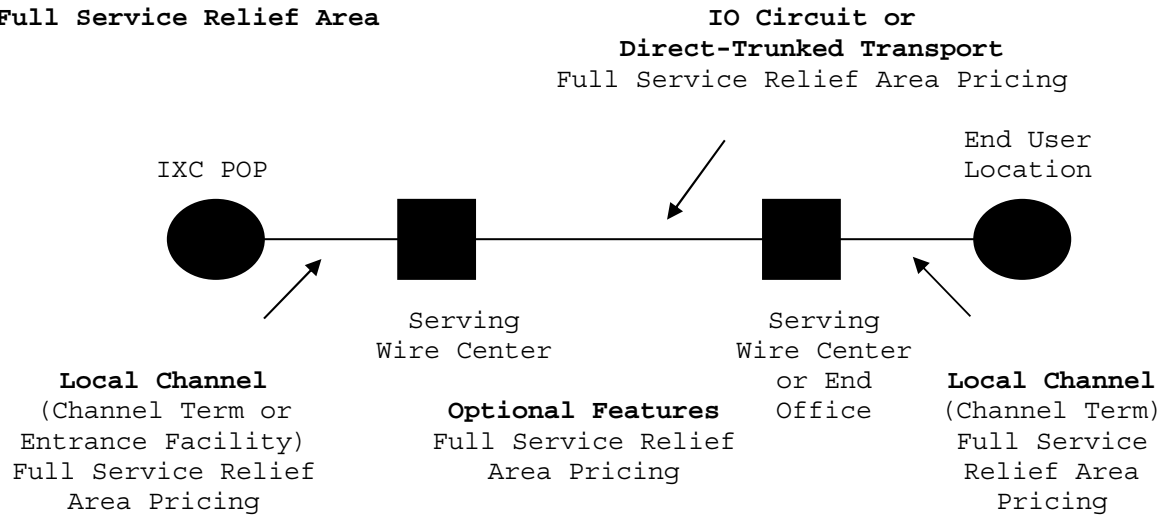 Full Service Relief Area
IO Circuit or
Direct-Trunked Transport
Full Service Relief Area Pricing
IXC POP
End User
Location
Serving
Wire Center
Serving
Wire Center
or End
Office
Local Channel
(Channel Term or
Entrance Facility)
Full Service Relief
Area Pricing
Optional Features
Full Service Relief
Area Pricing
Local Channel
(Channel Term)
Full Service
Relief Area
Pricing